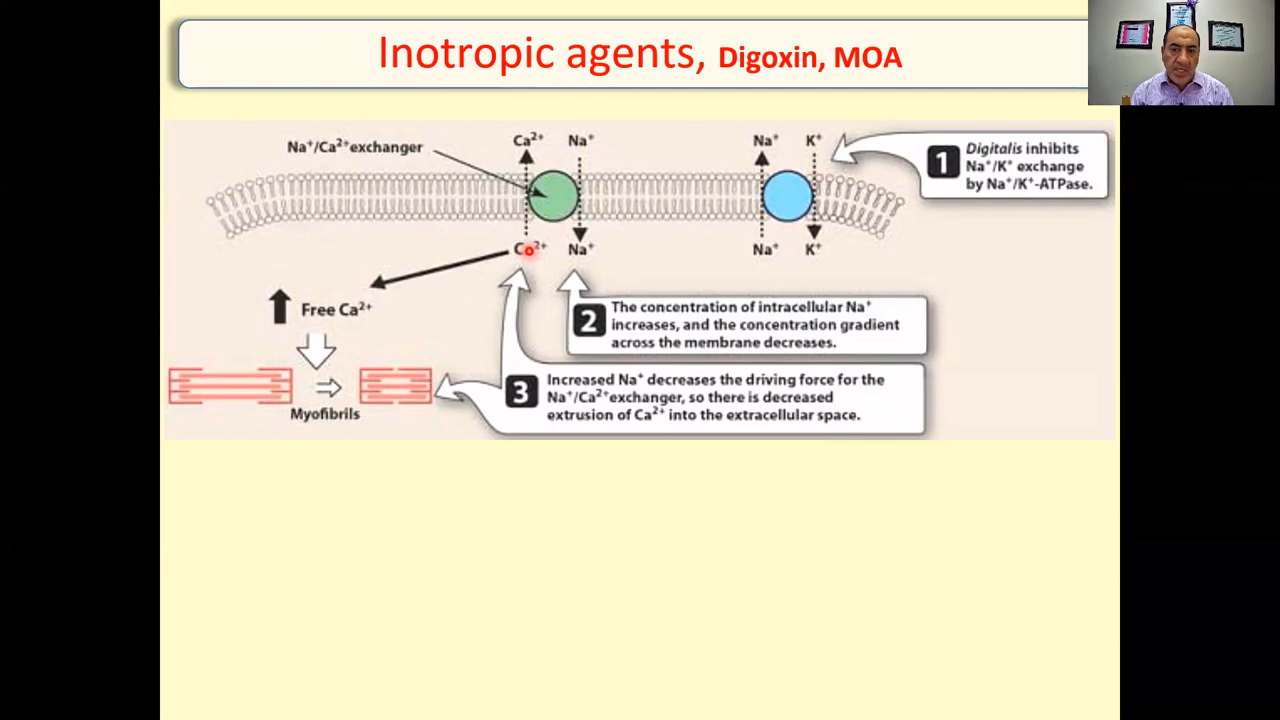 Inotropic agents, Digoxin, MOA
Na⁺/Ca²⁺exchanger
Ca²⁺ Na⁺
Na⁺ K⁺
1
Digitalis inhibits
Na⁺/K⁺ exchange
by Na⁺/K⁺-ATPase.
Ca²⁺ Na⁺
Na⁺ K⁺
Free Ca²⁺
2
The concentration of intracellular Na⁺
increases, and the concentration gradient
across the membrane decreases.
Myofibrils
3
Increased Na⁺ decreases the driving force for the
Na⁺/Ca²⁺exchanger, so there is decreased
extrusion of Ca²⁺ into the extracellular space.